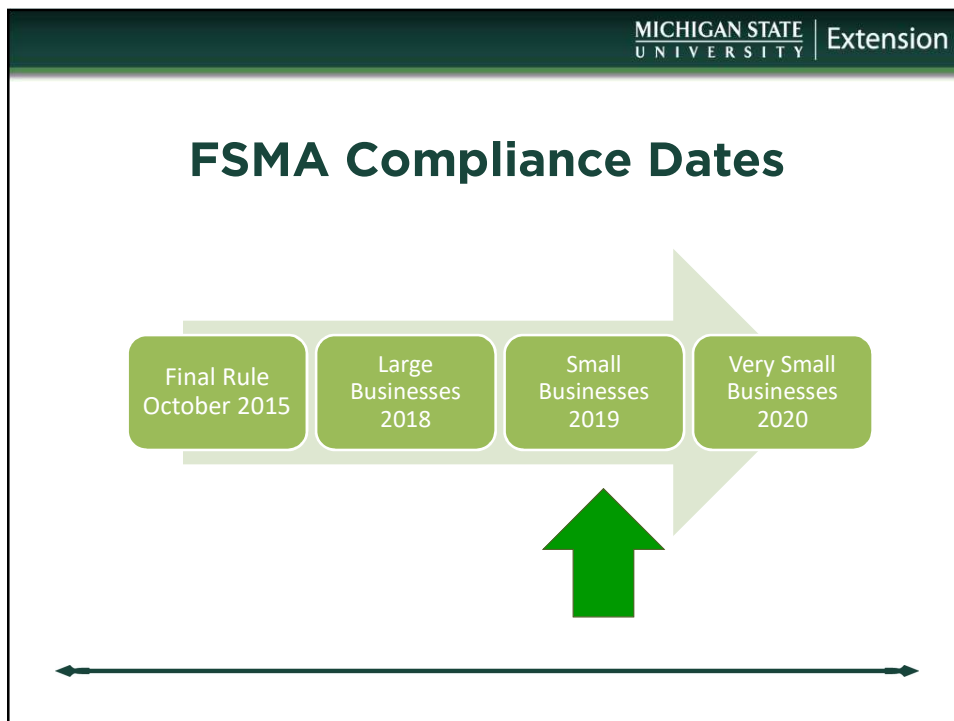 MICHIGAN STATE
UNIVERSITY
Extension
FSMA Compliance Dates
Final Rule
October 2015
Large
Businesses
2018
Small
Businesses
2019
Very Small
Businesses
2020